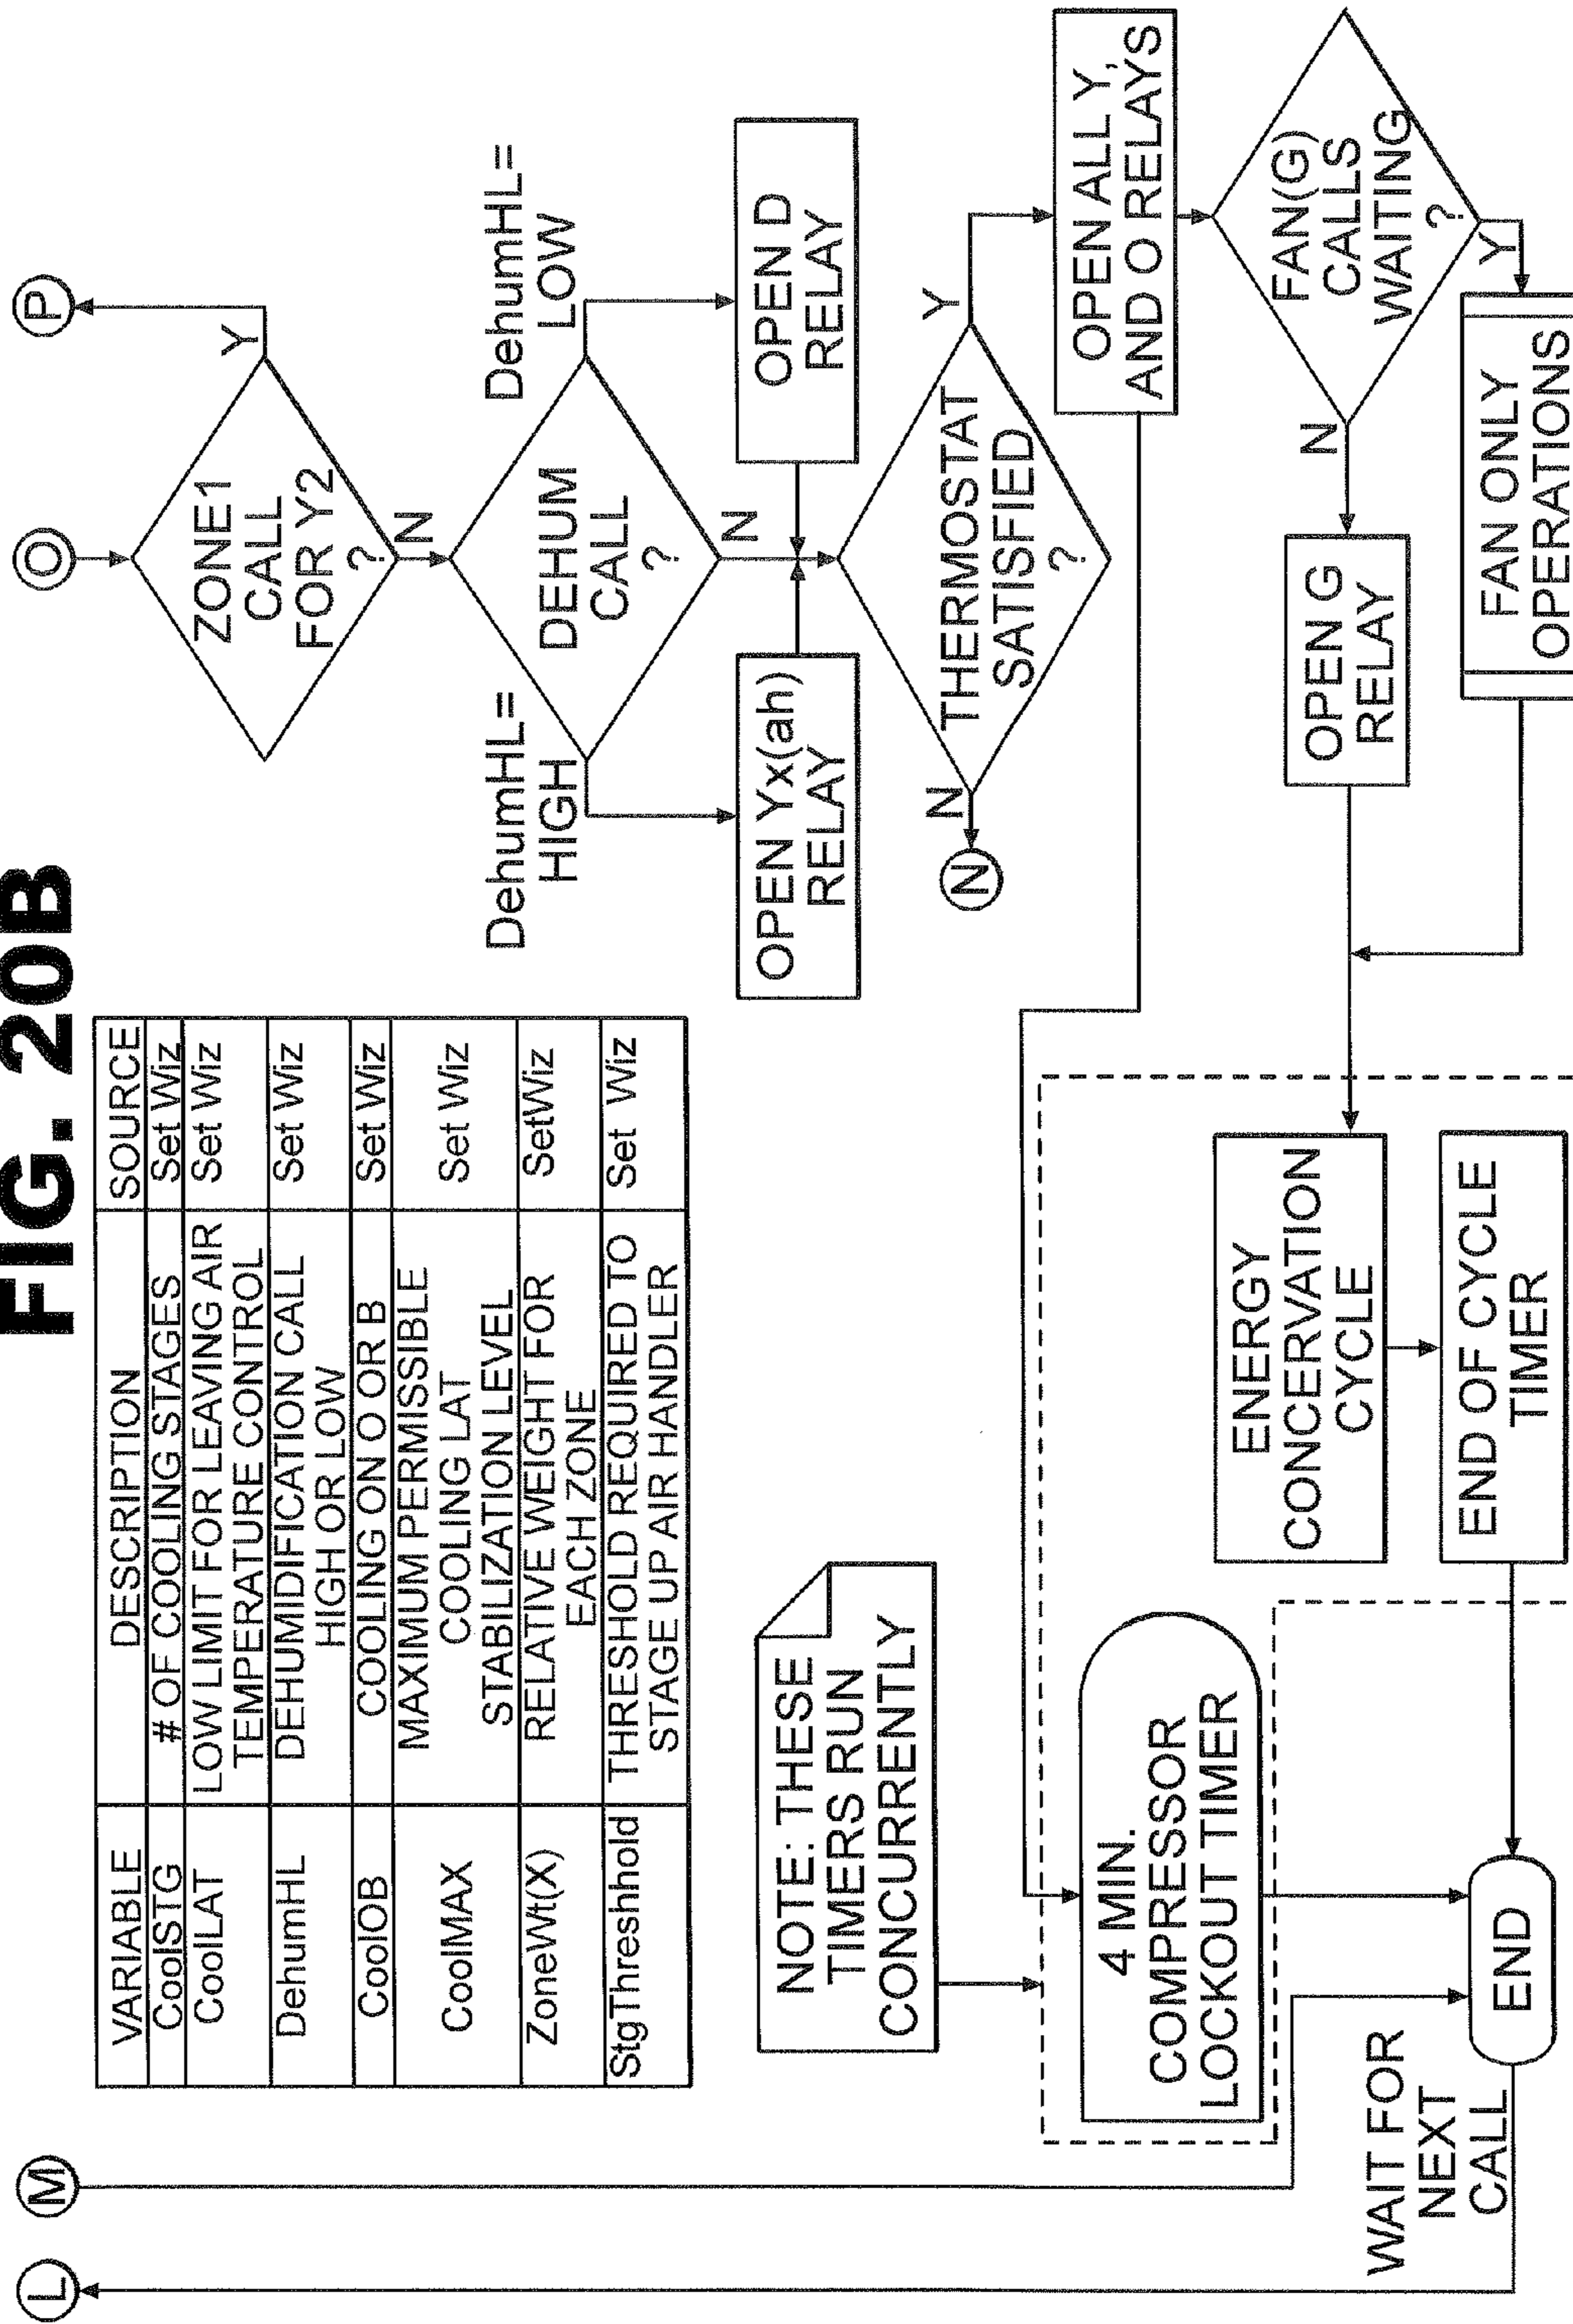 FIG. 20B
L
M
VARIABLE DESCRIPTION SOURCE
CoolSTG # OF COOLING STAGES Set Wiz
CoolLAT LOW LIMIT FOR LEAVING AIR Set Wiz
TEMPERATURE CONTROL
DehumHL DEHUMIDIFICATION CALL Set Wiz
HIGH OR LOW
CoolOB COOLING ON O OR B Set Wiz
CoolMAX MAXIMUM PERMISSIBLE Set Wiz
COOLING LAT
STABILIZATION LEVEL
ZoneWt(X) RELATIVE WEIGHT FOR SetWiz
EACH ZONE
StgThreshhold THRESHOLD REQUIRED TO Set Wiz
STAGE UP AIR HANDLER
O
P
ZONE1
CALL
FOR Y2
?
Y
N
DehumHL=
HIGH
DEHUM
CALL
?
DehumHL=
LOW
N
OPEN Yx(ah)
RELAY
OPEN D
RELAY
THERMOSTAT
SATISFIED
?
N
N
Y
OPEN ALL Y,
AND O RELAYS
FAN(G)
CALLS
WAITING
?
N
Y
OPEN G
RELAY
FAN ONLY
OPERATIONS
NOTE: THESE
TIMERS RUN
CONCURRENTLY
4 MIN.
COMPRESSOR
LOCKOUT TIMER
ENERGY
CONCERVATION
CYCLE
END OF CYCLE
TIMER
WAIT FOR
NEXT
CALL
END